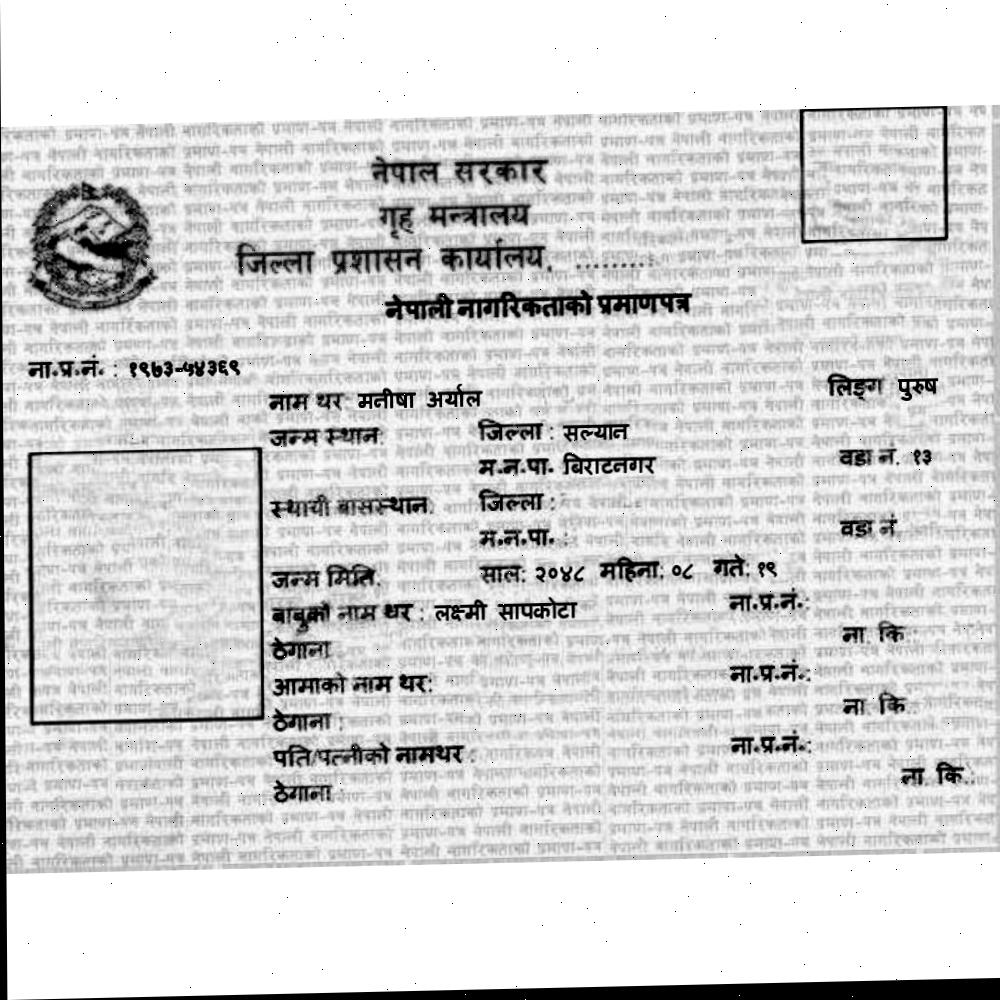 नेपाल सरकार
गृह मन्त्रालय
जिल्ला प्रशासन कार्यालय, .........
नेपाली नागरिकताको प्रमाणपत्र
ना.प्र.नं. : १९७३-५४३६९
नाम थर मनीषा अर्याल लिङ्ग पुरुष
जन्म स्थान: जिल्ला : सल्यान
म.न.पा. बिराटनगर वडा नं. १३
स्थायी बासस्थान: जिल्ला :
म.न.पा. : वडा नं
जन्म मिति. साल: २०४८ महिना: ०८ गते: १९
बाबुको नाम थर : लक्ष्मी सापकोटा ना.प्र.नं.:
ठेगाना ना. कि.:
आमाको नाम थर: ना.प्र.नं.:
ठेगाना : ना. कि.
पति/पत्नीको नामथर : ना.प्र.नं.:
ठेगाना : ना. कि.: